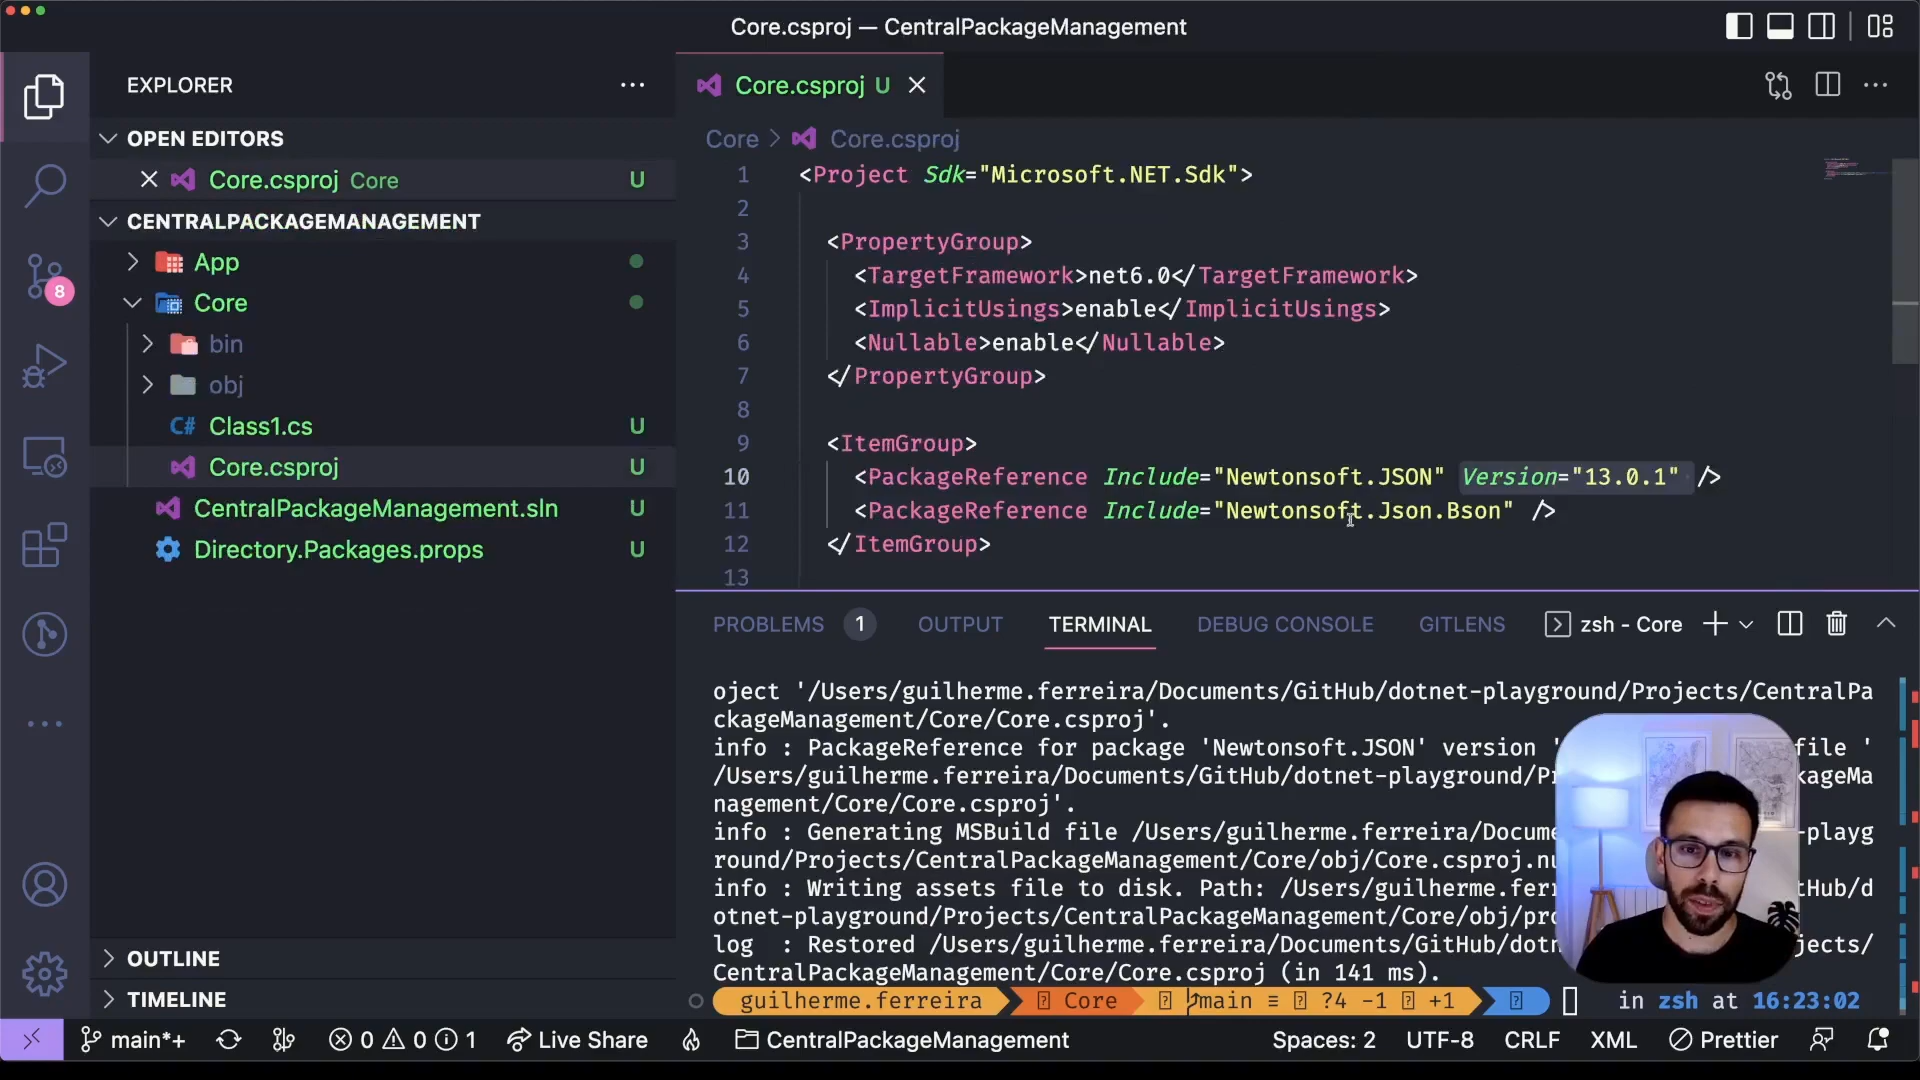 Core.csproj — CentralPackageManagement
EXPLORER
OPEN EDITORS
Core.csproj Core U
CENTRALPACKAGEMANAGEMENT
App
Core
bin
obj
Class1.cs U
Core.csproj U
CentralPackageManagement.sln U
Directory.Packages.props U
OUTLINE
TIMELINE
8
Core.csproj U
Core > Core.csproj
1 <Project Sdk="Microsoft.NET.Sdk">
2
3 <PropertyGroup>
4 <TargetFramework>net6.0</TargetFramework>
5 <ImplicitUsings>enable</ImplicitUsings>
6 <Nullable>enable</Nullable>
7 </PropertyGroup>
8
9 <ItemGroup>
10 <PackageReference Include="Newtonsoft.JSON" Version="13.0.1" />
11 <PackageReference Include="Newtonsoft.Json.Bson" />
12 </ItemGroup>
13
PROBLEMS 1 OUTPUT TERMINAL DEBUG CONSOLE GITLENS zsh - Core
oject '/Users/guilherme.ferreira/Documents/GitHub/dotnet-playground/Projects/CentralPa
ckageManagement/Core/Core.csproj'.
info : PackageReference for package 'Newtonsoft.JSON' version ' file '
/Users/guilherme.ferreira/Documents/GitHub/dotnet-playground/P kageMa
nagement/Core/Core.csproj'.
info : Generating MSBuild file /Users/guilherme.ferreira/Docume -playg
round/Projects/CentralPackageManagement/Core/obj/Core.csproj.nu
info : Writing assets file to disk. Path: /Users/guilherme.ferr tHub/d
otnet-playground/Projects/CentralPackageManagement/Core/obj/pro
log : Restored /Users/guilherme.ferreira/Documents/GitHub/dotn jects/
CentralPackageManagement/Core/Core.csproj (in 141 ms).
guilherme.ferreira Core main ≡ ?4 -1 +1 in zsh at 16:23:02
main*+ 0 0 1 Live Share CentralPackageManagement Spaces: 2 UTF-8 CRLF XML Prettier